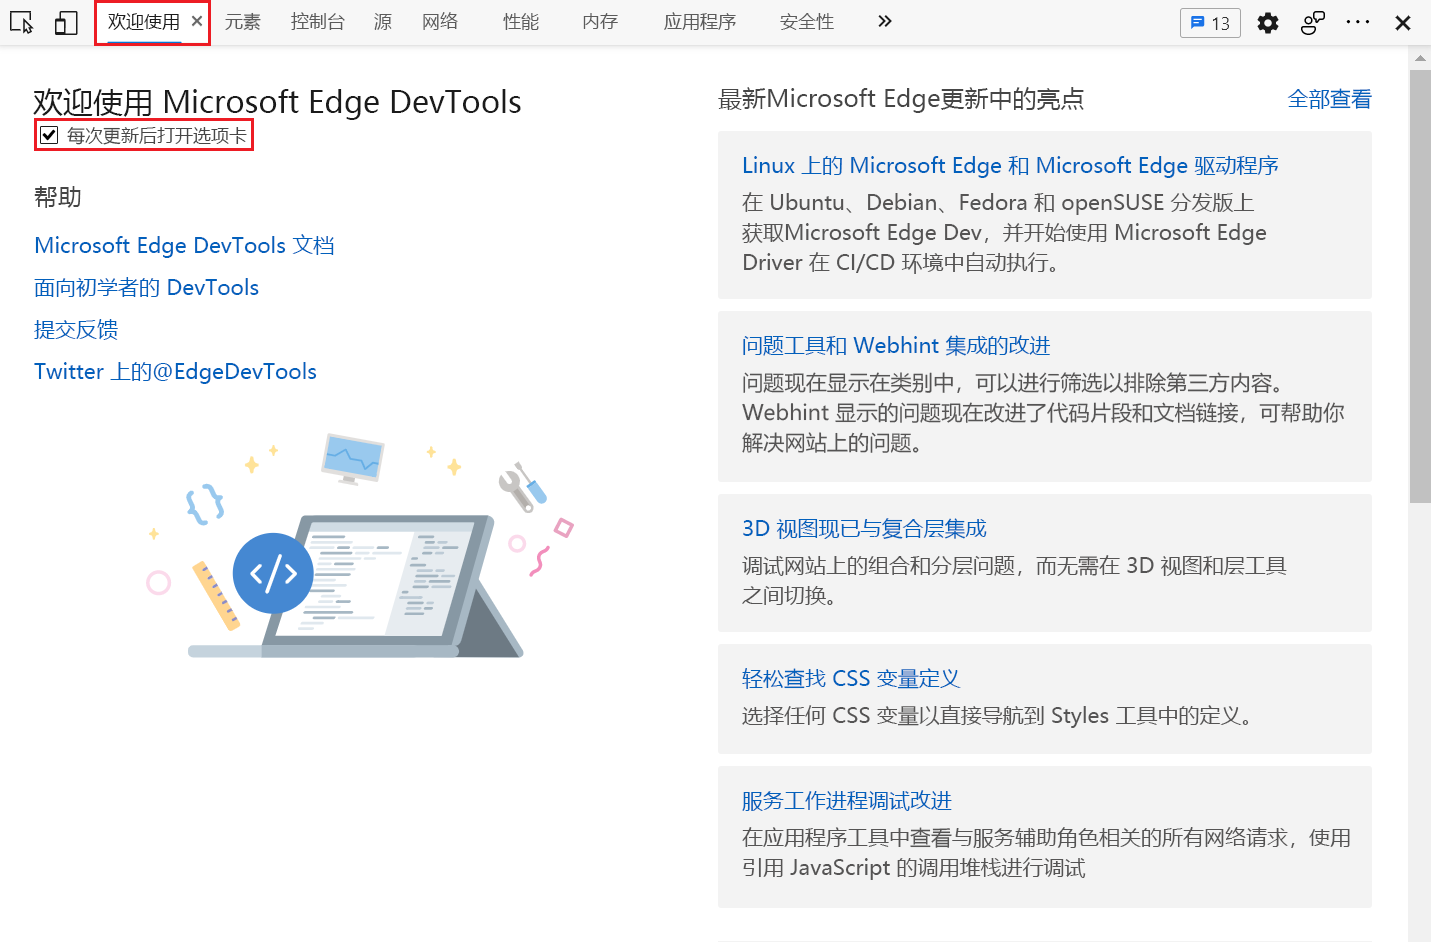 欢迎使用 元素 控制台 源 网络 性能 内存 应用程序 安全性 13
欢迎使用 Microsoft Edge DevTools
每次更新后打开选项卡
帮助
Microsoft Edge DevTools 文档
面向初学者的 DevTools
提交反馈
Twitter 上的@EdgeDevTools
最新Microsoft Edge更新中的亮点 全部查看
Linux 上的 Microsoft Edge 和 Microsoft Edge 驱动程序
在 Ubuntu、Debian、Fedora 和 openSUSE 分发版上
获取Microsoft Edge Dev，并开始使用 Microsoft Edge
Driver 在 CI/CD 环境中自动执行。
问题工具和 Webhint 集成的改进
问题现在显示在类别中，可以进行筛选以排除第三方内容。
Webhint 显示的问题现在改进了代码片段和文档链接，可帮助你
解决网站上的问题。
3D 视图现已与复合层集成
调试网站上的组合和分层问题，而无需在 3D 视图和层工具
之间切换。
轻松查找 CSS 变量定义
选择任何 CSS 变量以直接导航到 Styles 工具中的定义。
服务工作进程调试改进
在应用程序工具中查看与服务辅助角色相关的所有网络请求，使用
引用 JavaScript 的调用堆栈进行调试